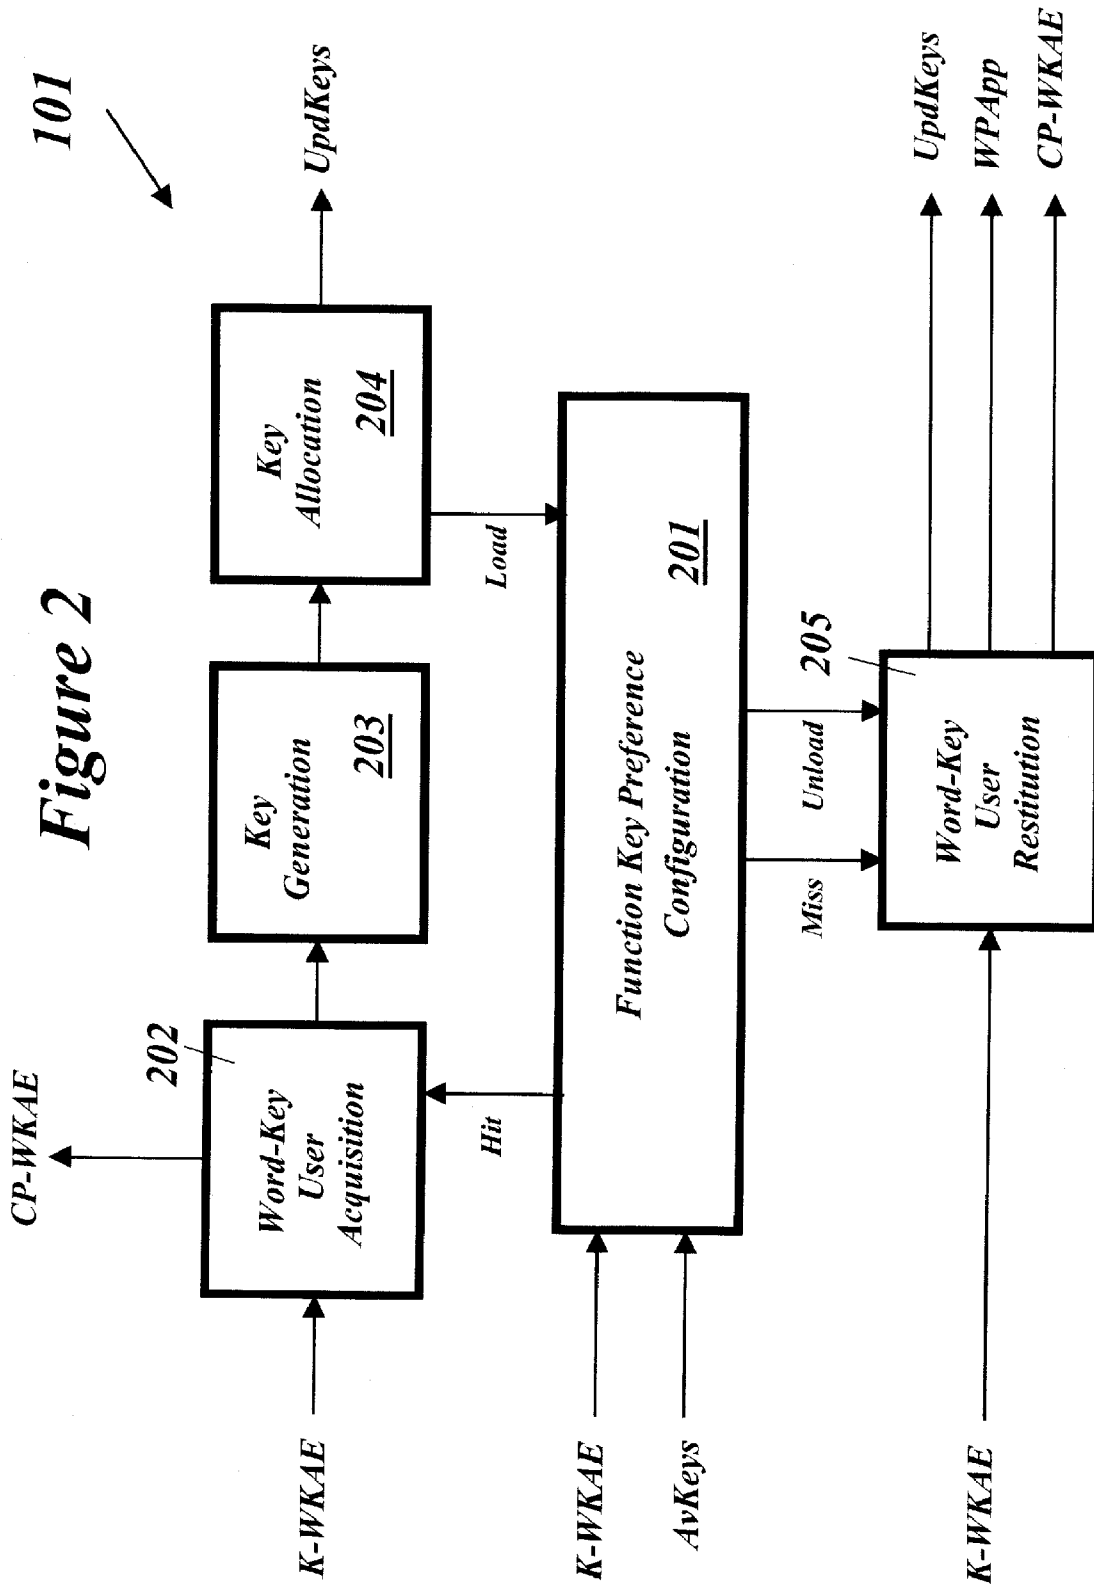 Figure 2
101
CP-WKAE
202
Word-Key
User
Acquisition
Key
Generation
203
Key
Allocation
204
UpdKeys
K-WKAE
Hit
Load
K-WKAE
AvKeys
Function Key Preference
Configuration
201
Miss
Unload
205
Word-Key
User
Restitution
K-WKAE
UpdKeys
WPApp
CP-WKAE